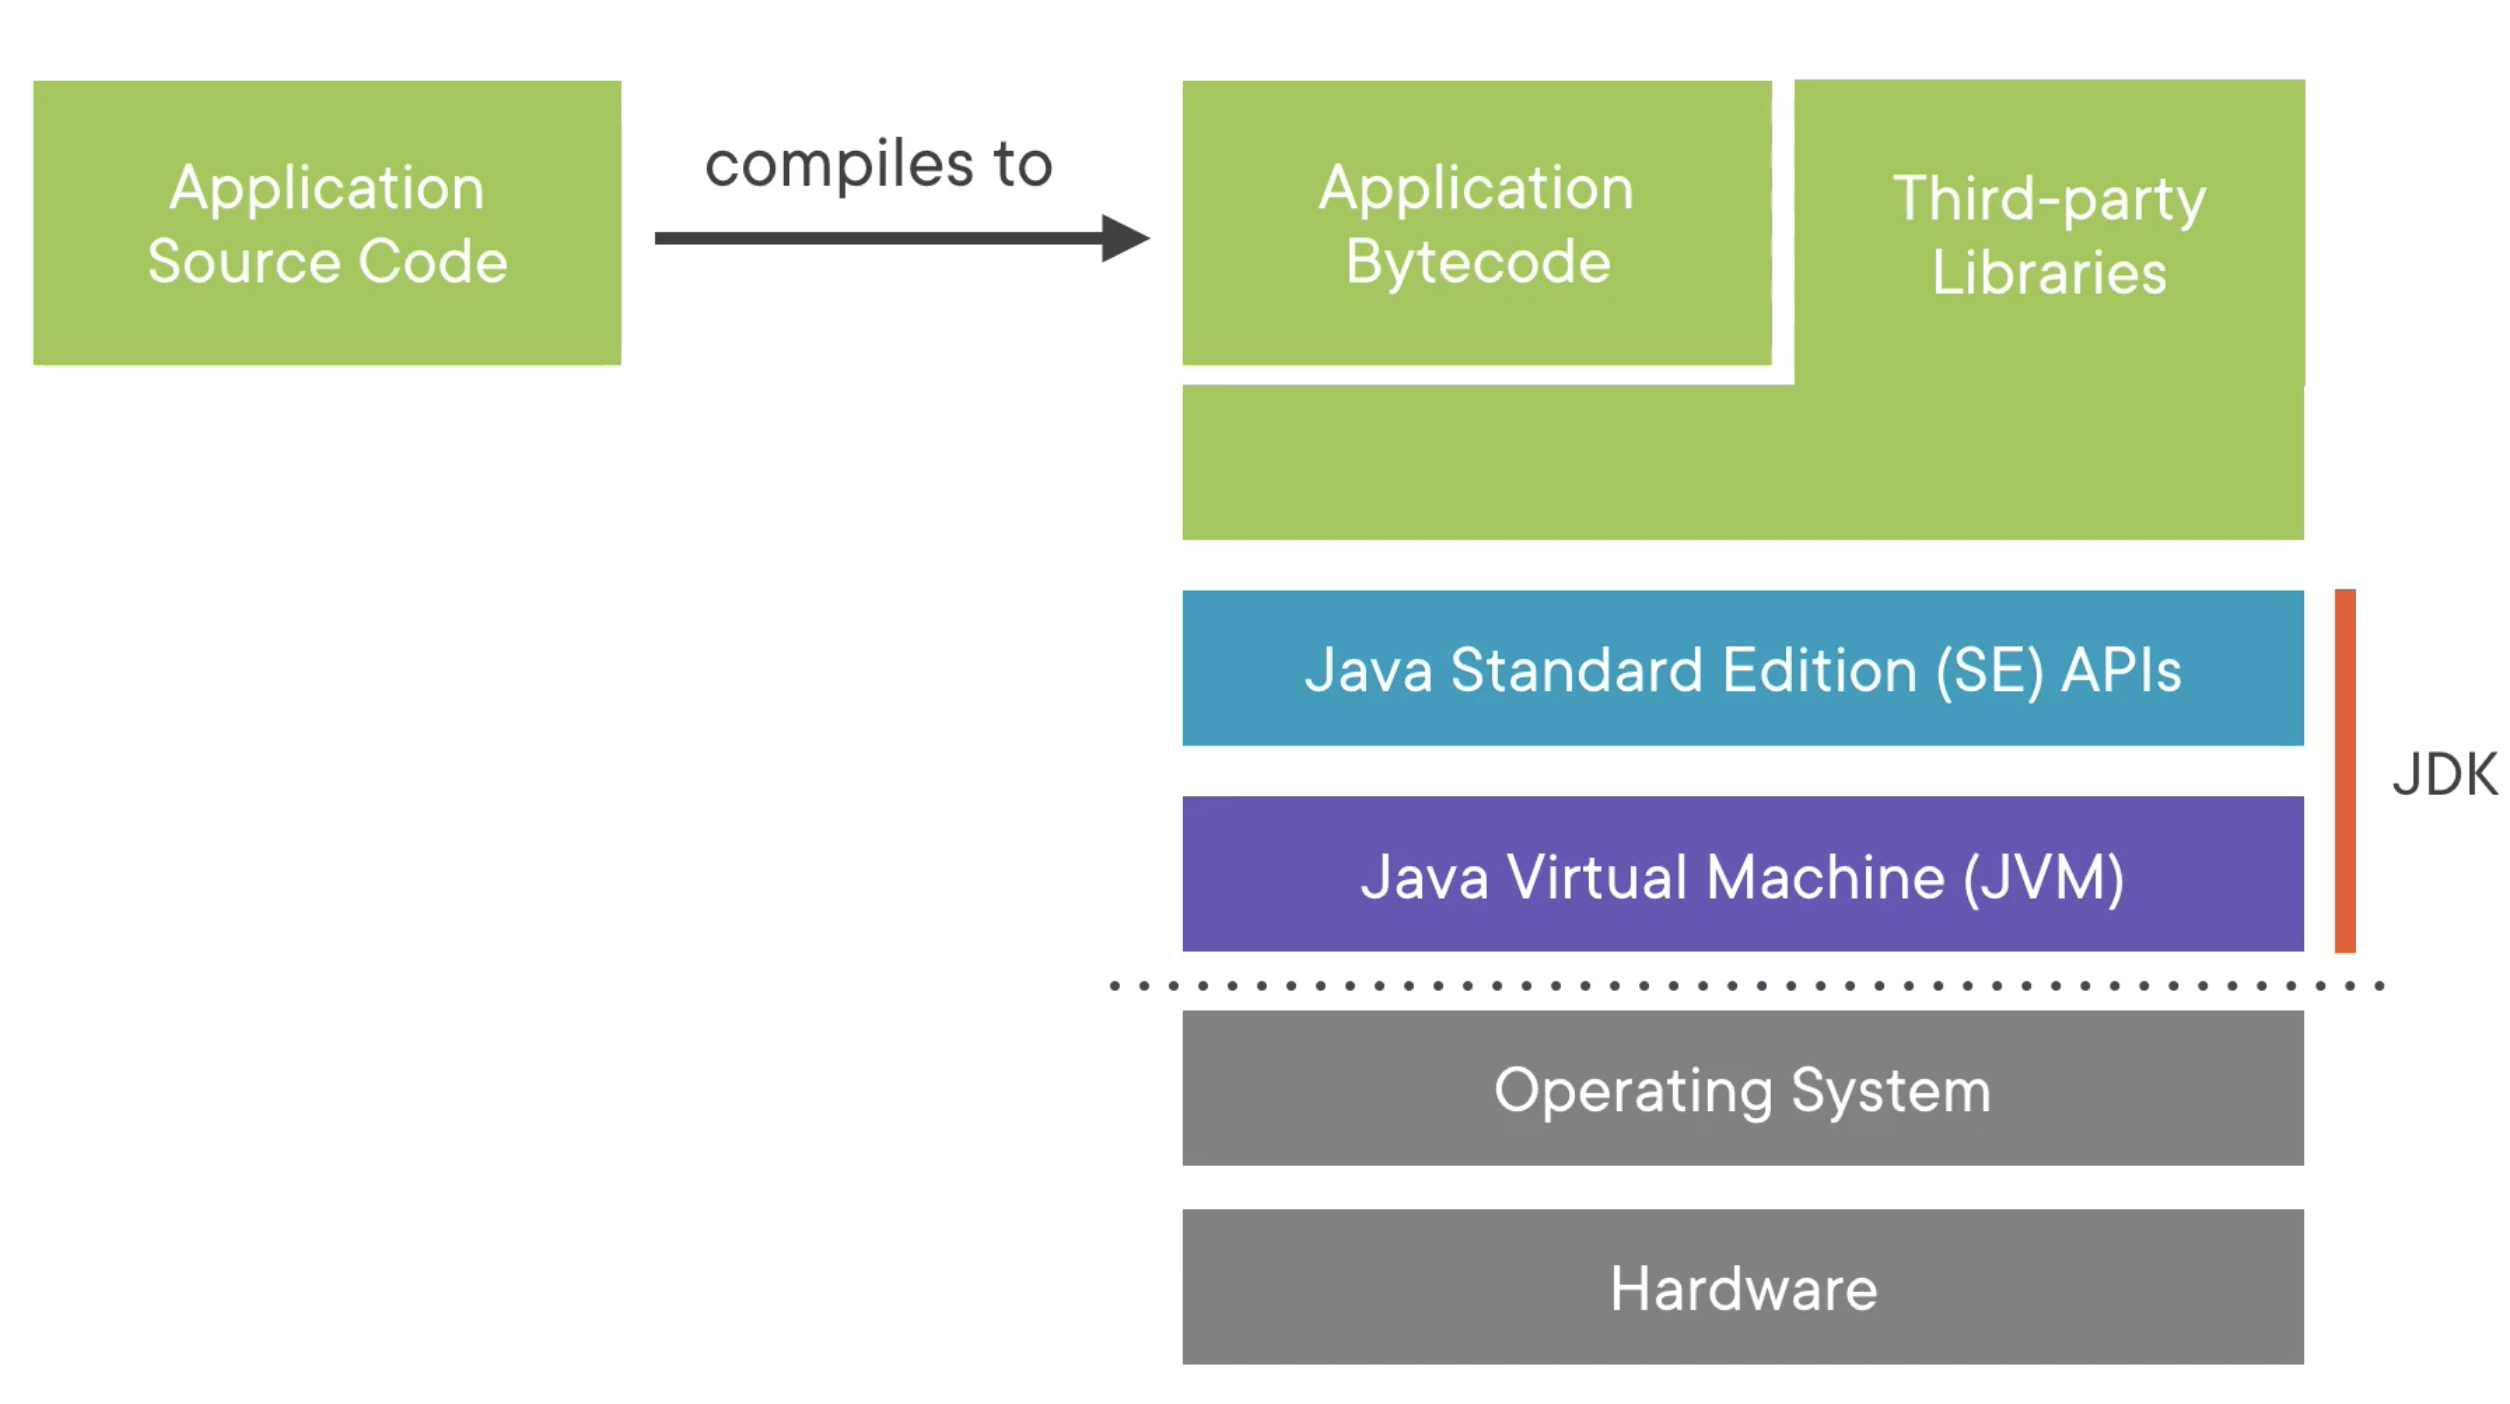 Application
Source Code
compiles to
Application
Bytecode
Third-party
Libraries
Java Standard Edition (SE) APIs
JDK
Java Virtual Machine (JVM)
Operating System
Hardware